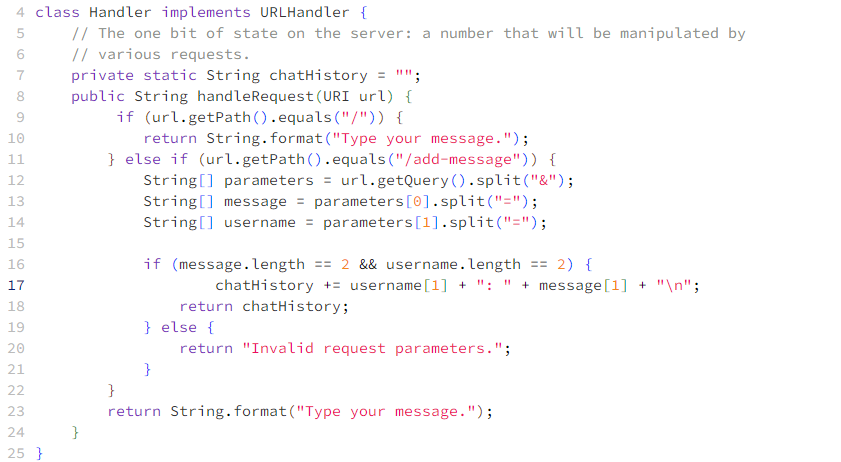 4 class Handler implements URLHandler {
5     // The one bit of state on the server: a number that will be manipulated by
6     // various requests.
7     private static String chatHistory = "";
8     public String handleRequest(URI url) {
9          if (url.getPath().equals("/")) {
10             return String.format("Type your message.");
11         } else if (url.getPath().equals("/add-message")) {
12             String[] parameters = url.getQuery().split("&");
13             String[] message = parameters[0].split("=");
14             String[] username = parameters[1].split("=");
15
16             if (message.length == 2 && username.length == 2) {
17                     chatHistory += username[1] + ": " + message[1] + "\n";
18                 return chatHistory;
19             } else {
20                 return "Invalid request parameters.";
21             }
22         }
23         return String.format("Type your message.");
24     }
25 }